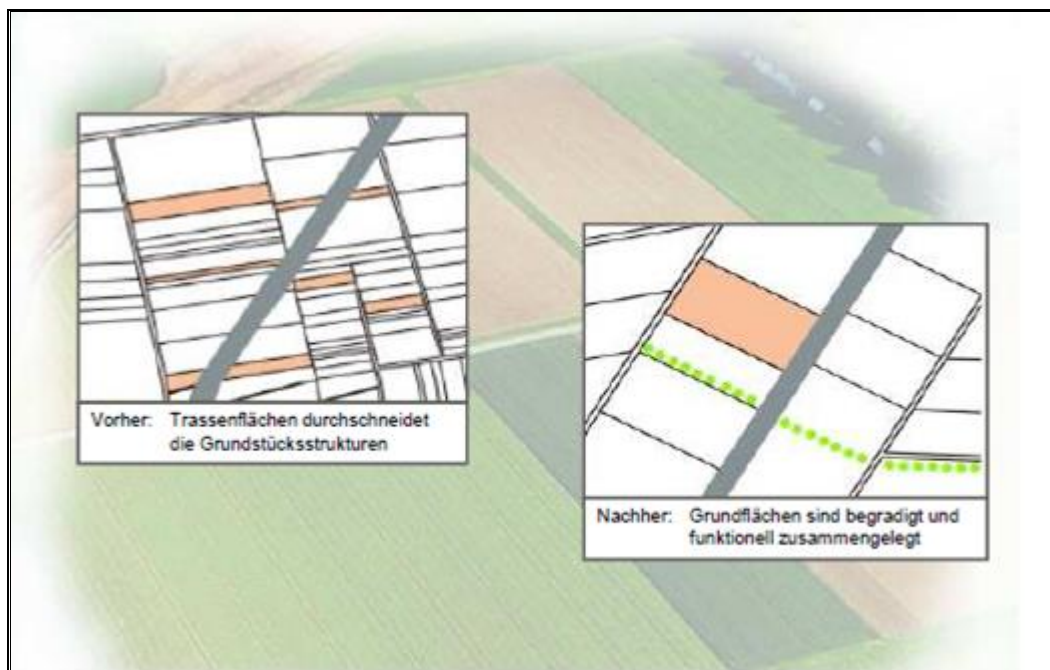 Vorher: Trassenflächen durchschneidet
die Grundstücksstrukturen
Nachher: Grundflächen sind begradigt und
funktionell zusammengelegt